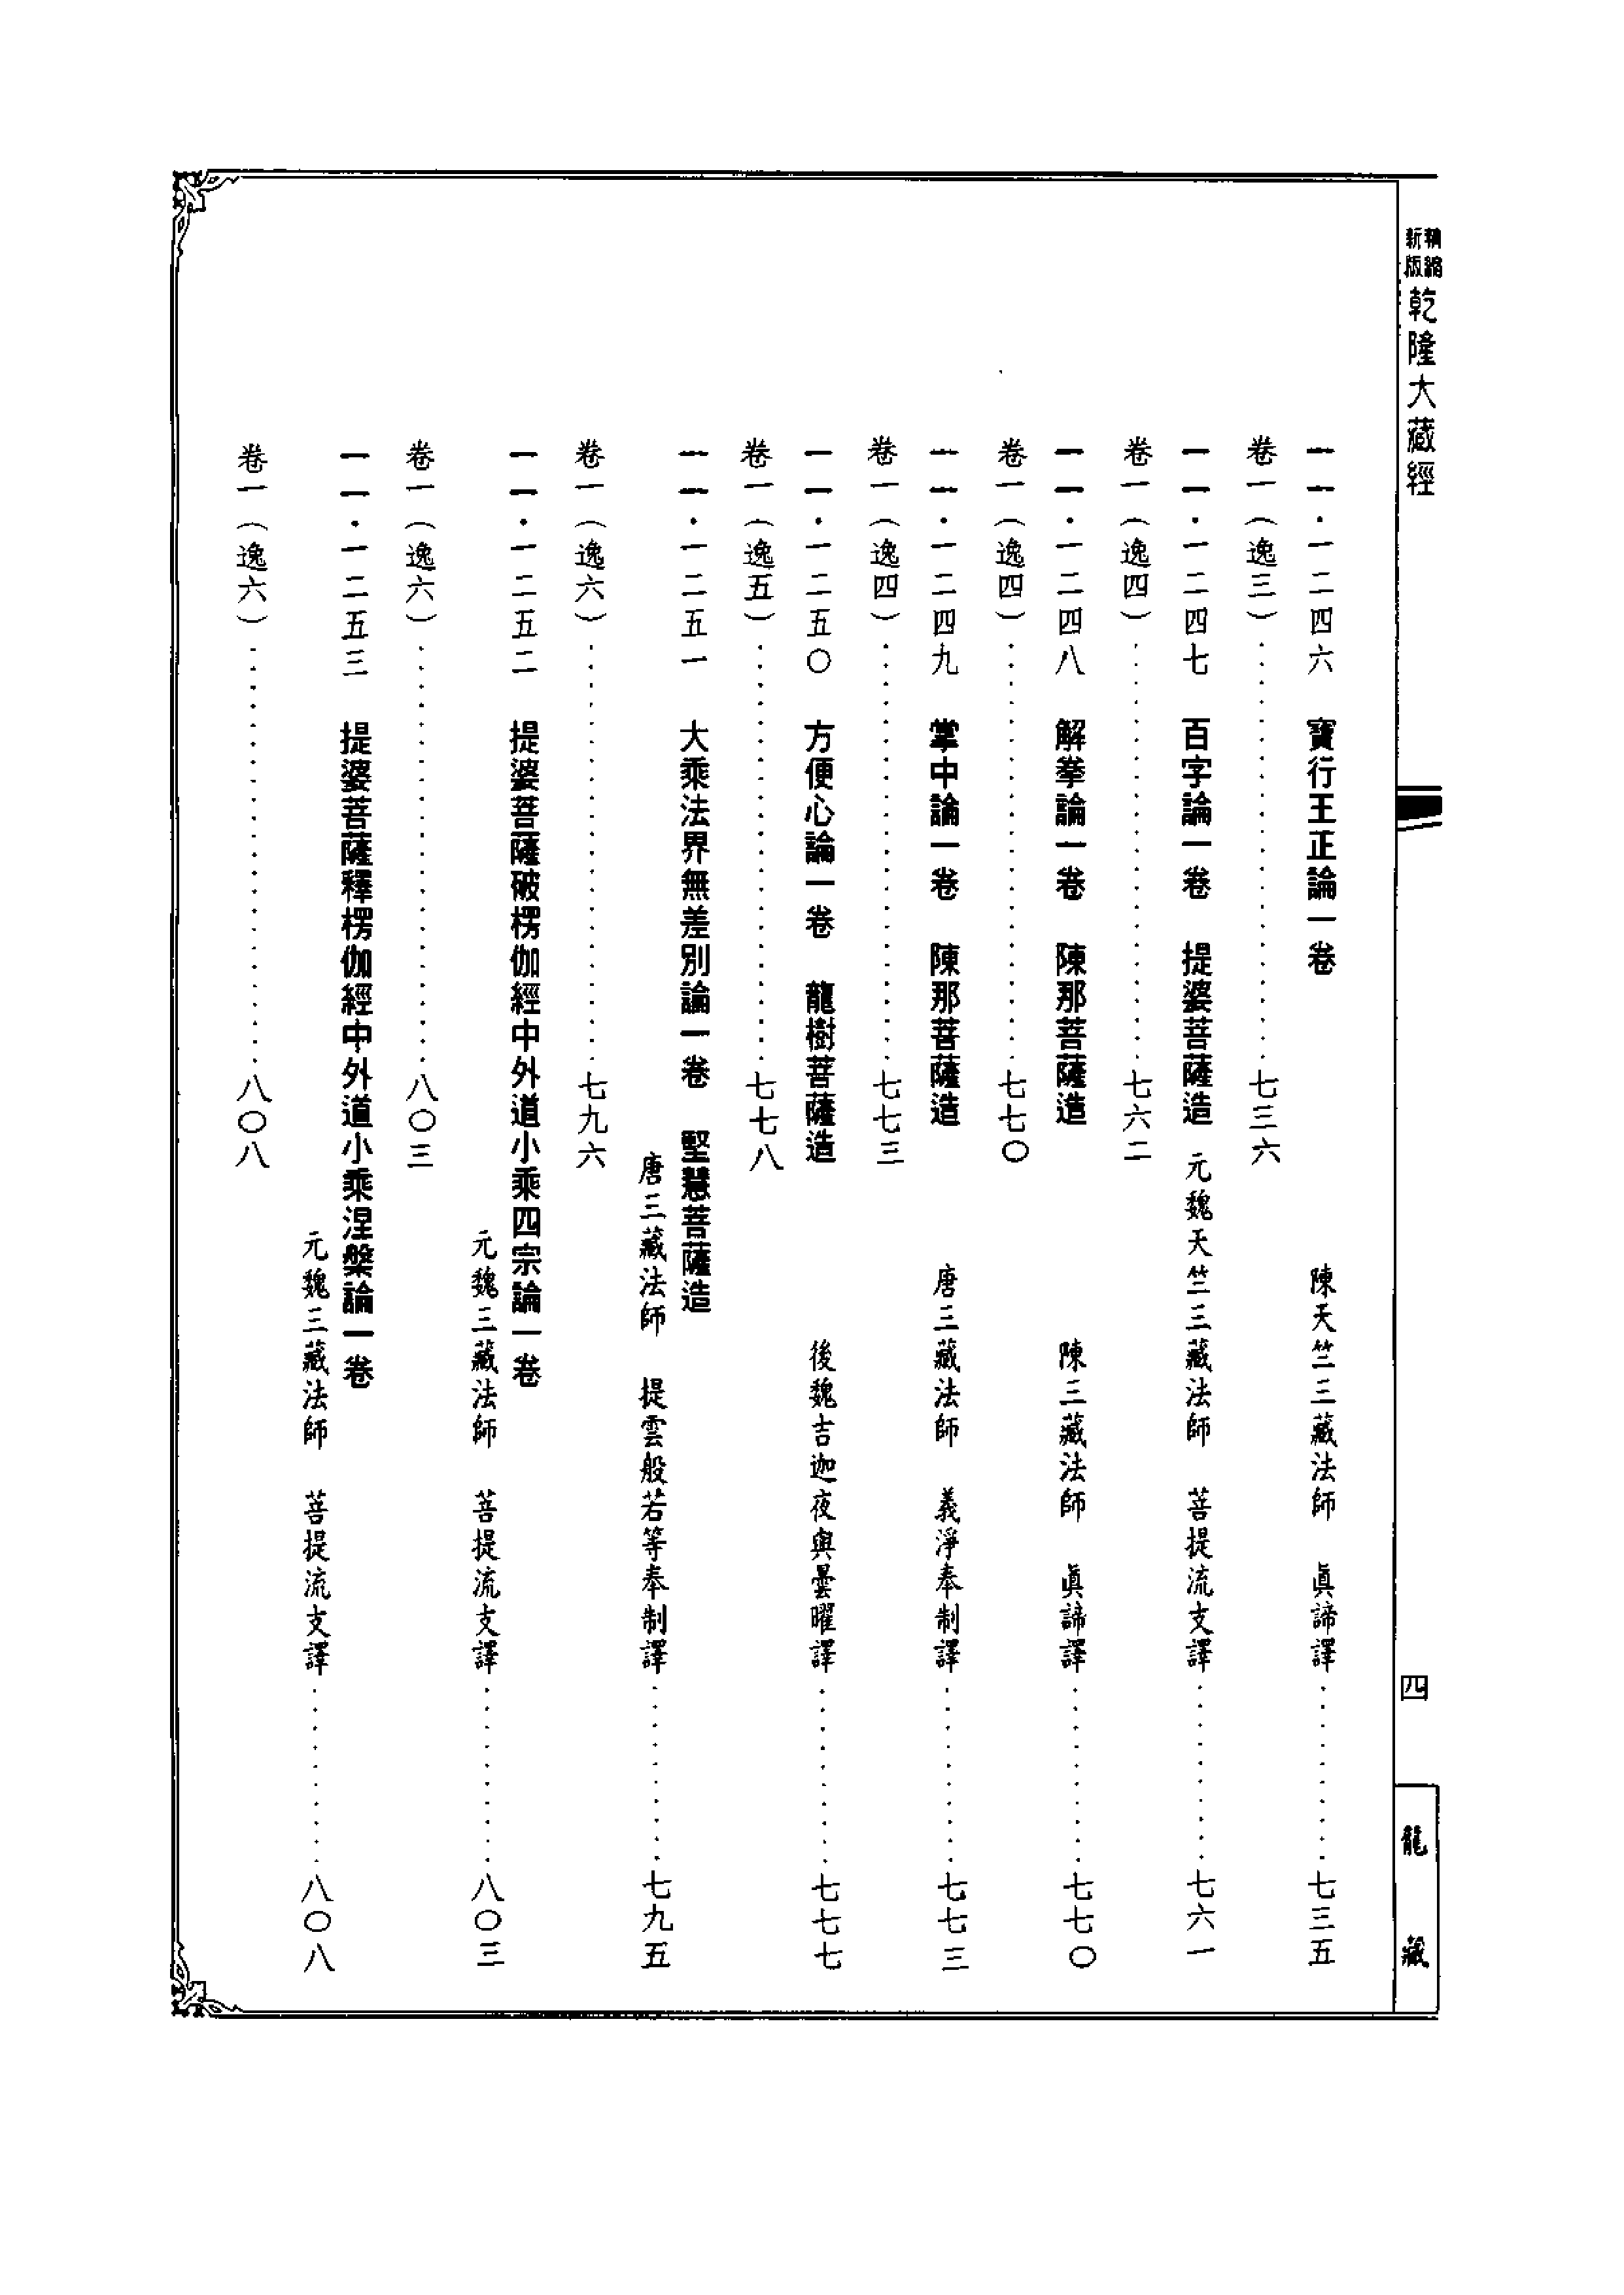 新版
精縮
乾隆大藏經
四
龍藏
一一·一二四六　寶行王正論一卷　陳天竺三藏法師　眞諦譯………七三五
卷一（逸三）………七三六
一一·一二四七　百字論一卷　提婆菩薩造　元魏天竺三藏法師　菩提流支譯………七六一
卷一（逸四）………七六二
一一·一二四八　解拳論一卷　陳那菩薩造　陳三藏法師　眞諦譯………七七〇
卷一（逸四）………七七〇
一一·一二四九　掌中論一卷　陳那菩薩造　唐三藏法師　義淨奉制譯………七七三
卷一（逸四）………七七三
一一·一二五〇　方便心論一卷　龍樹菩薩造　後魏吉迦夜與曇曜譯………七七七
卷一（逸五）………七七八
一一·一二五一　大乘法界無差別論一卷　堅慧菩薩造
唐三藏法師　提雲般若等奉制譯………七九五
卷一（逸六）………七九六
一一·一二五二　提婆菩薩破楞伽經中外道小乘四宗論一卷
元魏三藏法師　菩提流支譯………八〇三
卷一（逸六）………八〇三
一一·一二五三　提婆菩薩釋楞伽經中外道小乘涅槃論一卷
元魏三藏法師　菩提流支譯………八〇八
卷一（逸六）………八〇八